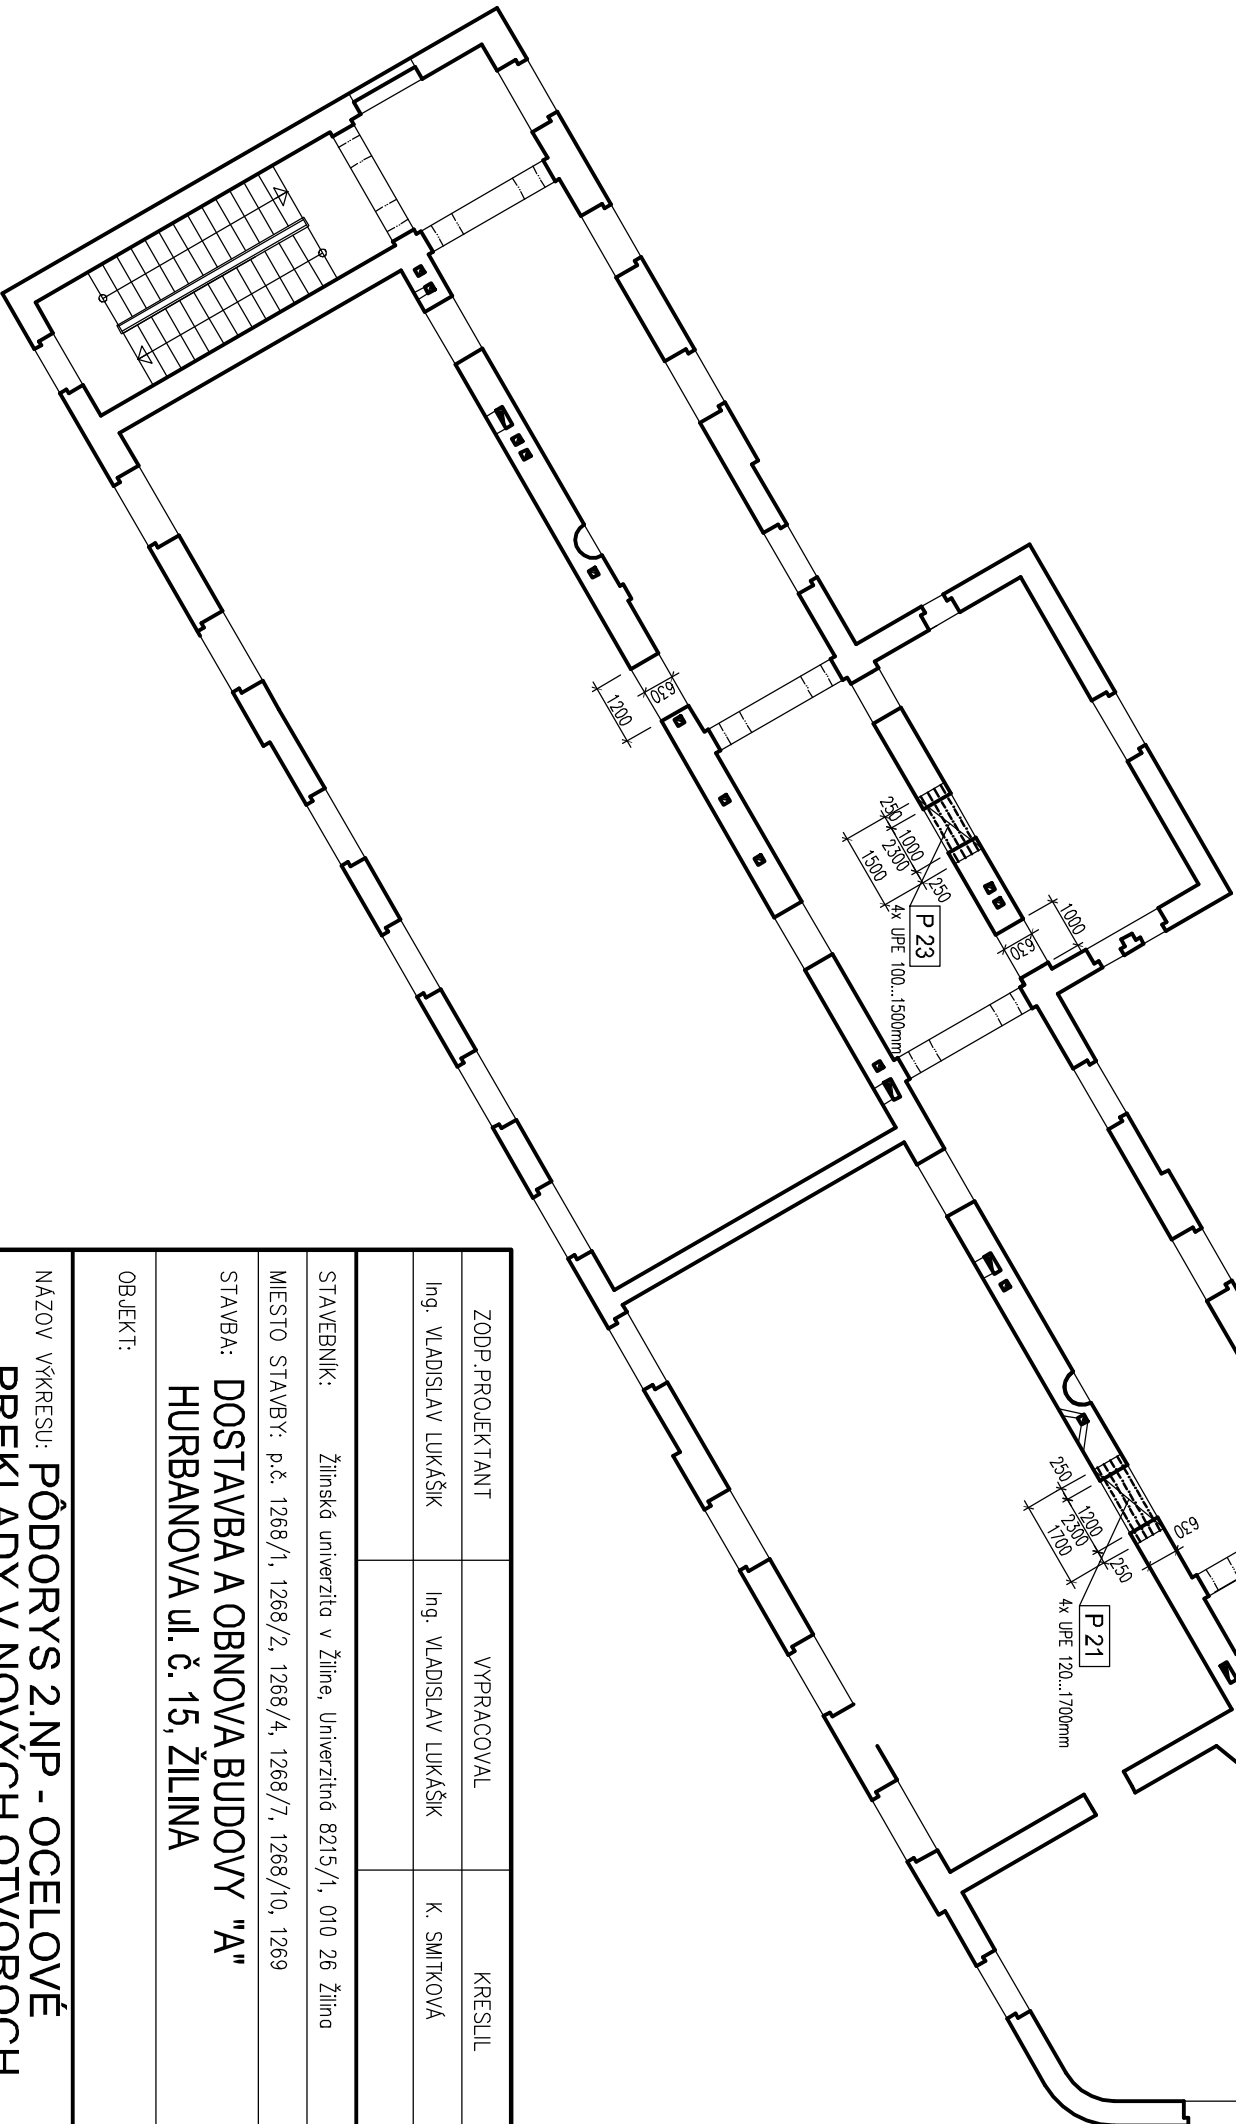 630
1200
250
1000
250
2300
1500
P 23
4x UPE 100...1500mm
1000
630
250
1200
250
2300
1700
630
P 21
4x UPE 120...1700mm
ZODP.PROJEKTANT VYPRACOVAL KRESLIL
Ing. VLADISLAV LUKÁŠIK Ing. VLADISLAV LUKÁŠIK K. SMITKOVÁ
STAVEBNÍK: Žilinská univerzita v Žiline, Univerzitná 8215/1, 010 26 Žilina
MIESTO STAVBY: p.č. 1268/1, 1268/2, 1268/4, 1268/7, 1268/10, 1269
STAVBA: DOSTAVBA A OBNOVA BUDOVY "A"
HURBANOVA ul. č. 15, ŽILINA
OBJEKT:
NÁZOV VÝKRESU: PÔDORYS 2.NP - OCELOVÉ
PREKLADY V NOVÝCH OTVOROCH